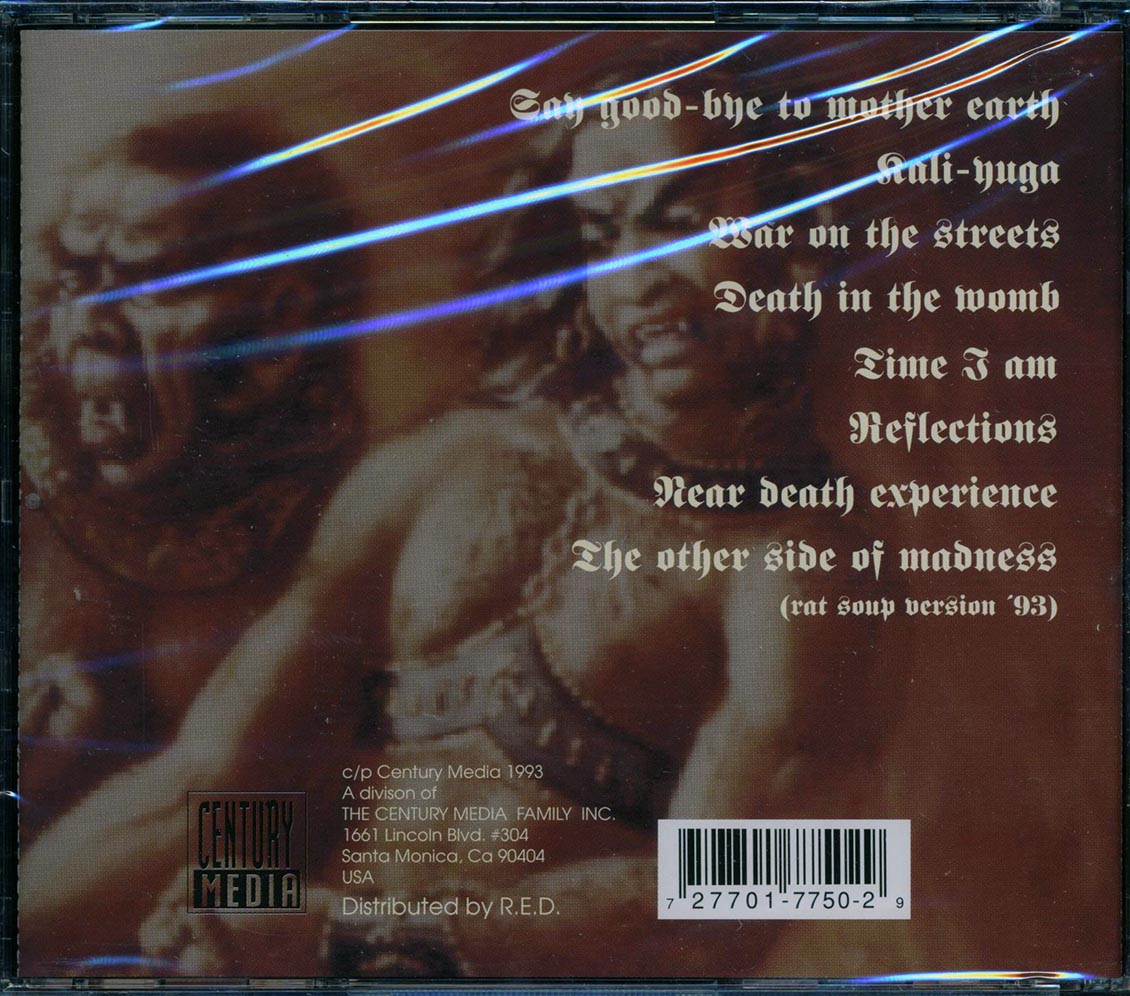 Say good-bye to mother earth
Kali-yuga
War on the streets
Death in the womb
Time I am
Reflections
Near death experience
The other side of madness
(rat soup version ´93)
c/p Century Media 1993
A divison of
THE CENTURY MEDIA FAMILY INC.
1661 Lincoln Blvd. #304
Santa Monica, Ca 90404
USA
Distributed by R.E.D.
CENTURY
MEDIA
7 27701-7750-2 9